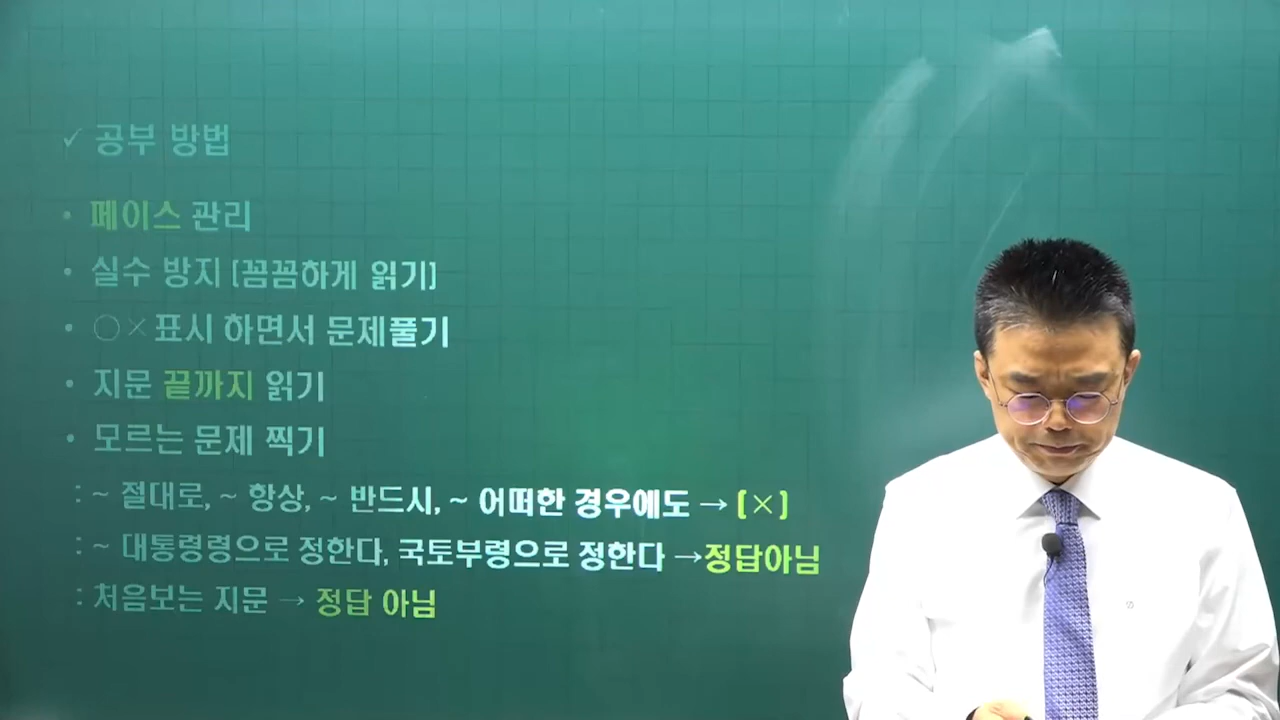 ✓ 공부 방법
• 페이스 관리
• 실수 방지 [꼼꼼하게 읽기]
• ○×표시 하면서 문제풀기
• 지문 끝까지 읽기
• 모르는 문제 찍기
: ~ 절대로, ~ 항상, ~ 반드시, ~ 어떠한 경우에도 → [×]
: ~ 대통령령으로 정한다, 국토부령으로 정한다 →정답아님
: 처음보는 지문 → 정답 아님